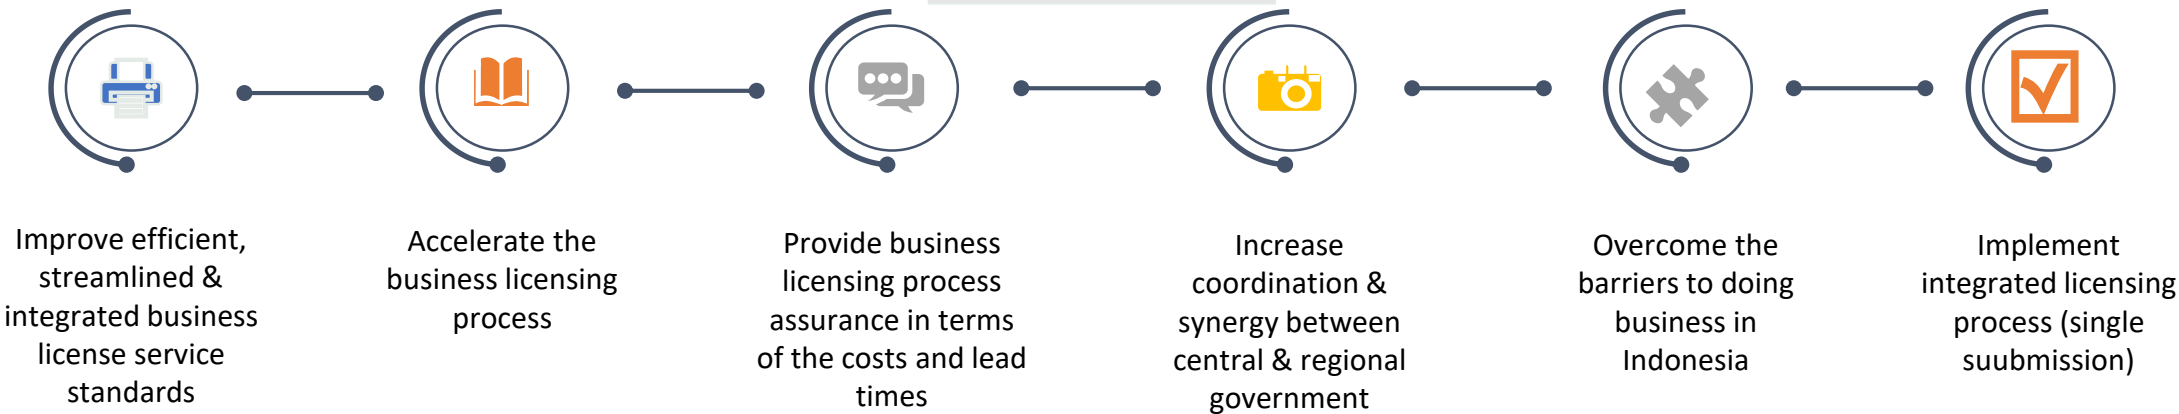 Improve efficient,
streamlined &
integrated business
license service
standards
Accelerate the
business licensing
process
Provide business
licensing process
assurance in terms
of the costs and lead
times
Increase
coordination &
synergy between
central & regional
government
Overcome the
barriers to doing
business in
Indonesia
Implement
integrated licensing
process (single
suubmission)